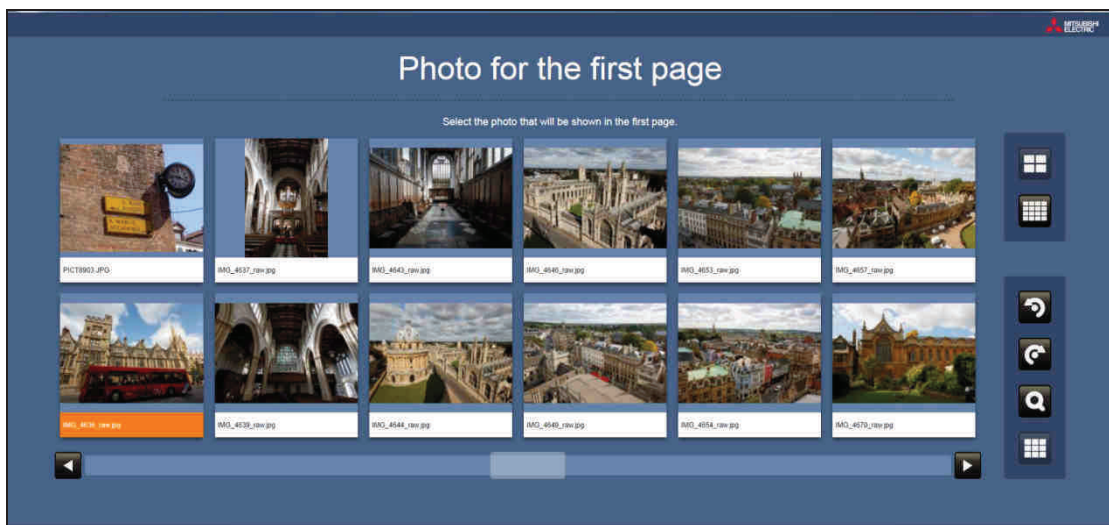 MITSUBISHI
ELECTRIC
Photo for the first page
Select the photo that will be shown in the first page.
PICT8903.JPG
IMG_4637_raw.jpg
IMG_4643_raw.jpg
IMG_4646_raw.jpg
IMG_4653_raw.jpg
IMG_4657_raw.jpg
IMG_4636_raw.jpg
IMG_4639_raw.jpg
IMG_4644_raw.jpg
IMG_4649_raw.jpg
IMG_4654_raw.jpg
IMG_4670_raw.jpg